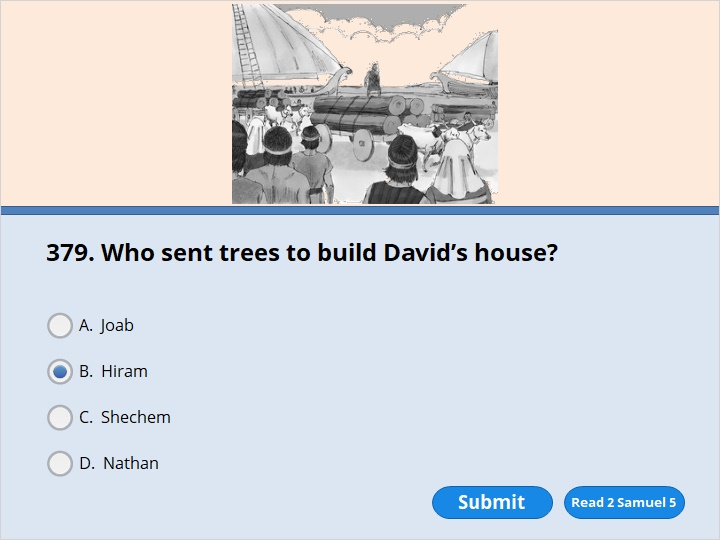 379. Who sent trees to build David’s house?
A. Joab
B. Hiram
C. Shechem
D. Nathan
Submit
Read 2 Samuel 5